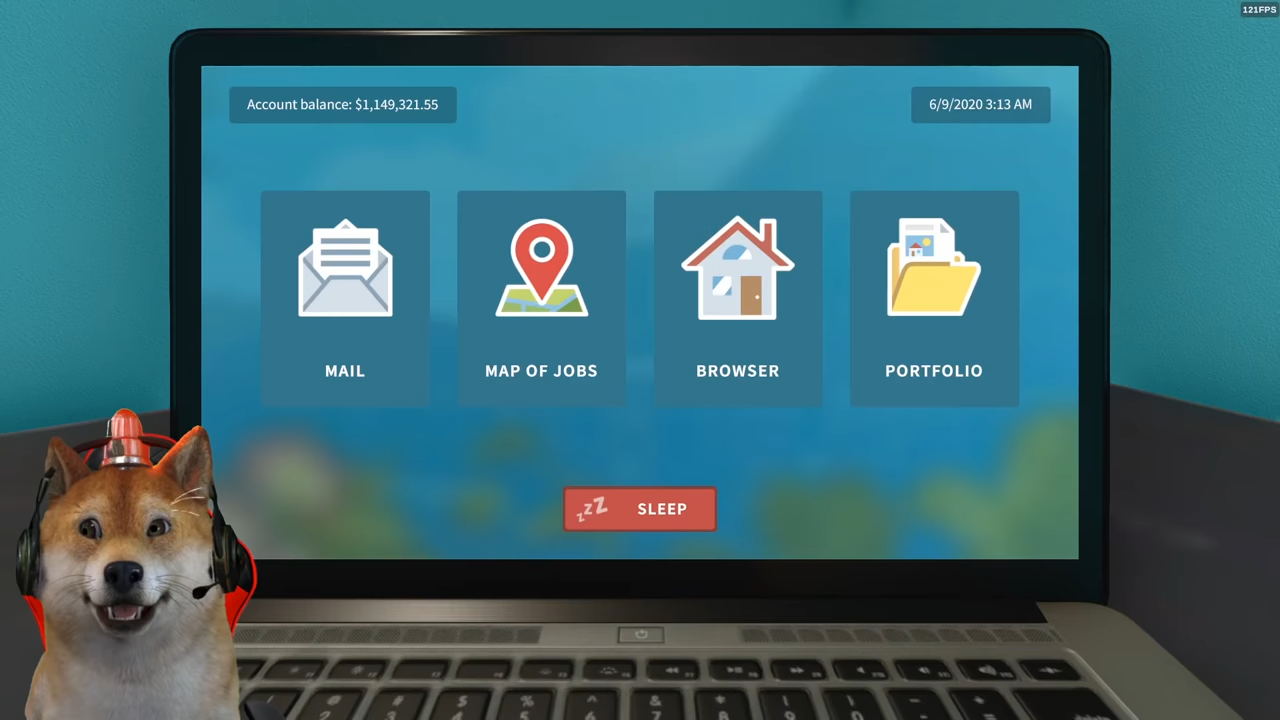 121FPS
Account balance: $1,149,321.55
6/9/2020 3:13 AM
MAIL
MAP OF JOBS
BROWSER
PORTFOLIO
zzZ
SLEEP